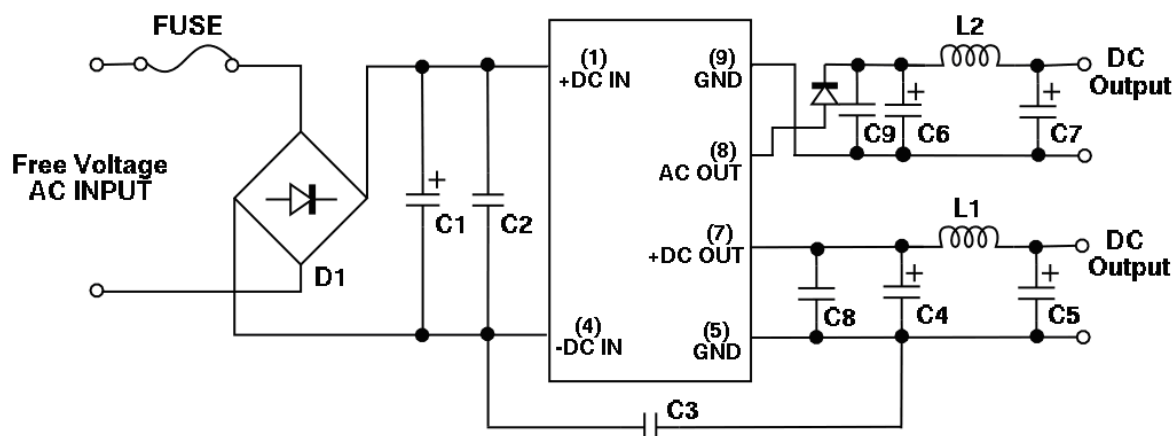 FUSE
Free Voltage
AC INPUT
D1
+
C1
C2
(1)
+DC IN
(4)
-DC IN
(9)
GND
(8)
AC OUT
(7)
+DC OUT
(5)
GND
C9
+
C6
L2
+
C7
DC
Output
C8
+
C4
L1
+
C5
DC
Output
C3